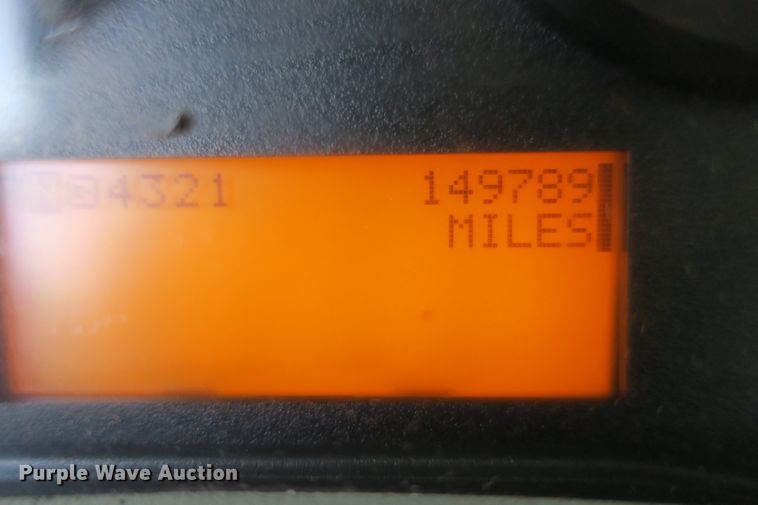 N@4321 149789
MILES
Purple Wave Auction